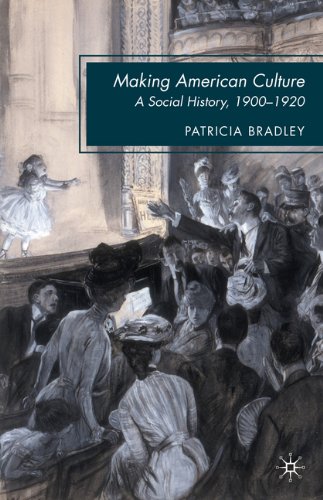 Making American Culture
A Social History, 1900–1920
PATRICIA BRADLEY